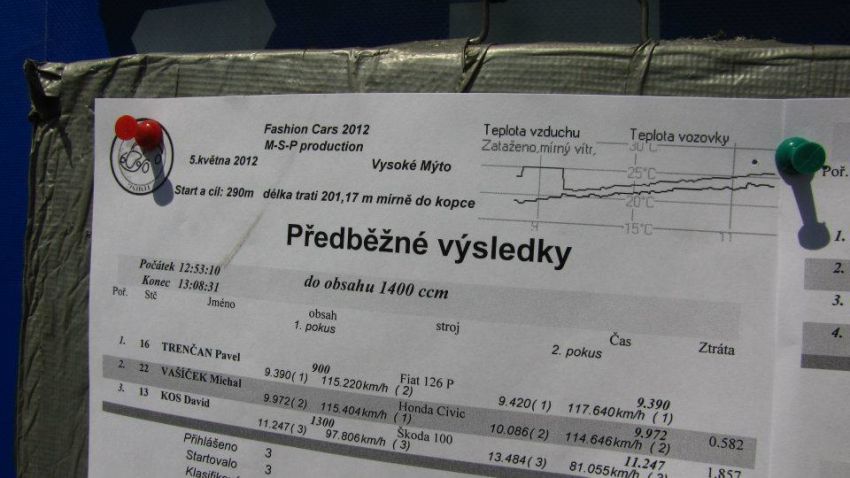 Fashion Cars 2012
M-S-P production
5.května 2012
Vysoké Mýto
Start a cíl: 290m délka trati 201,17 m mírně do kopce
Teplota vzduchu Teplota vozovky
Zataženo,mírný vítr,
30°C
25°C
20°C
15°C
9 11
Předběžné výsledky
Počátek 12:53:10
Konec 13:08:31
do obsahu 1400 ccm
Poř. Stč Jméno obsah stroj Čas Ztráta
1. pokus 2. pokus
1. 16 TRENČAN Pavel 900 Fiat 126 P 9.390
9.390( 1) 115.220km/h ( 2) 9.420( 1) 117.640km/h ( 1)
2. 22 VAŠÍČEK Michal Honda Civic 9.972 0.582
9.972(2) 115.404km/h ( 1) 10.086( 2) 114.646km/h ( 2)
3. 13 KOS David 1300 Škoda 100 11.247 1.857
11.247( 3) 97.806km/h ( 3) 13.484( 3) 81.055km/h ( 3)
Přihlášeno 3
Startovalo 3
3
Poř.
1.
2.
3.
4.